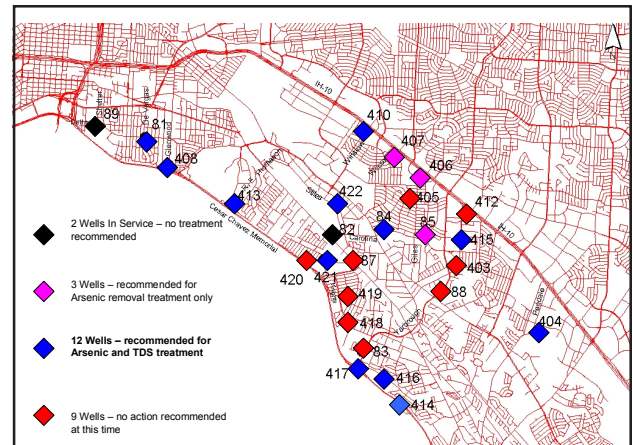 IH-10
410
89
81
407
Glenwood
408
406
405
412
413
422
Cesar Chavez Memorial
84
82
Carolina
85
Giles
415
IH-10
2 Wells In Service – no treatment
recommended
420
421
87
403
88
3 Wells – recommended for
Arsenic removal treatment only
419
418
Yarbrough
404
12 Wells – recommended for
Arsenic and TDS treatment
83
417
416
414
9 Wells – no action recommended
at this time